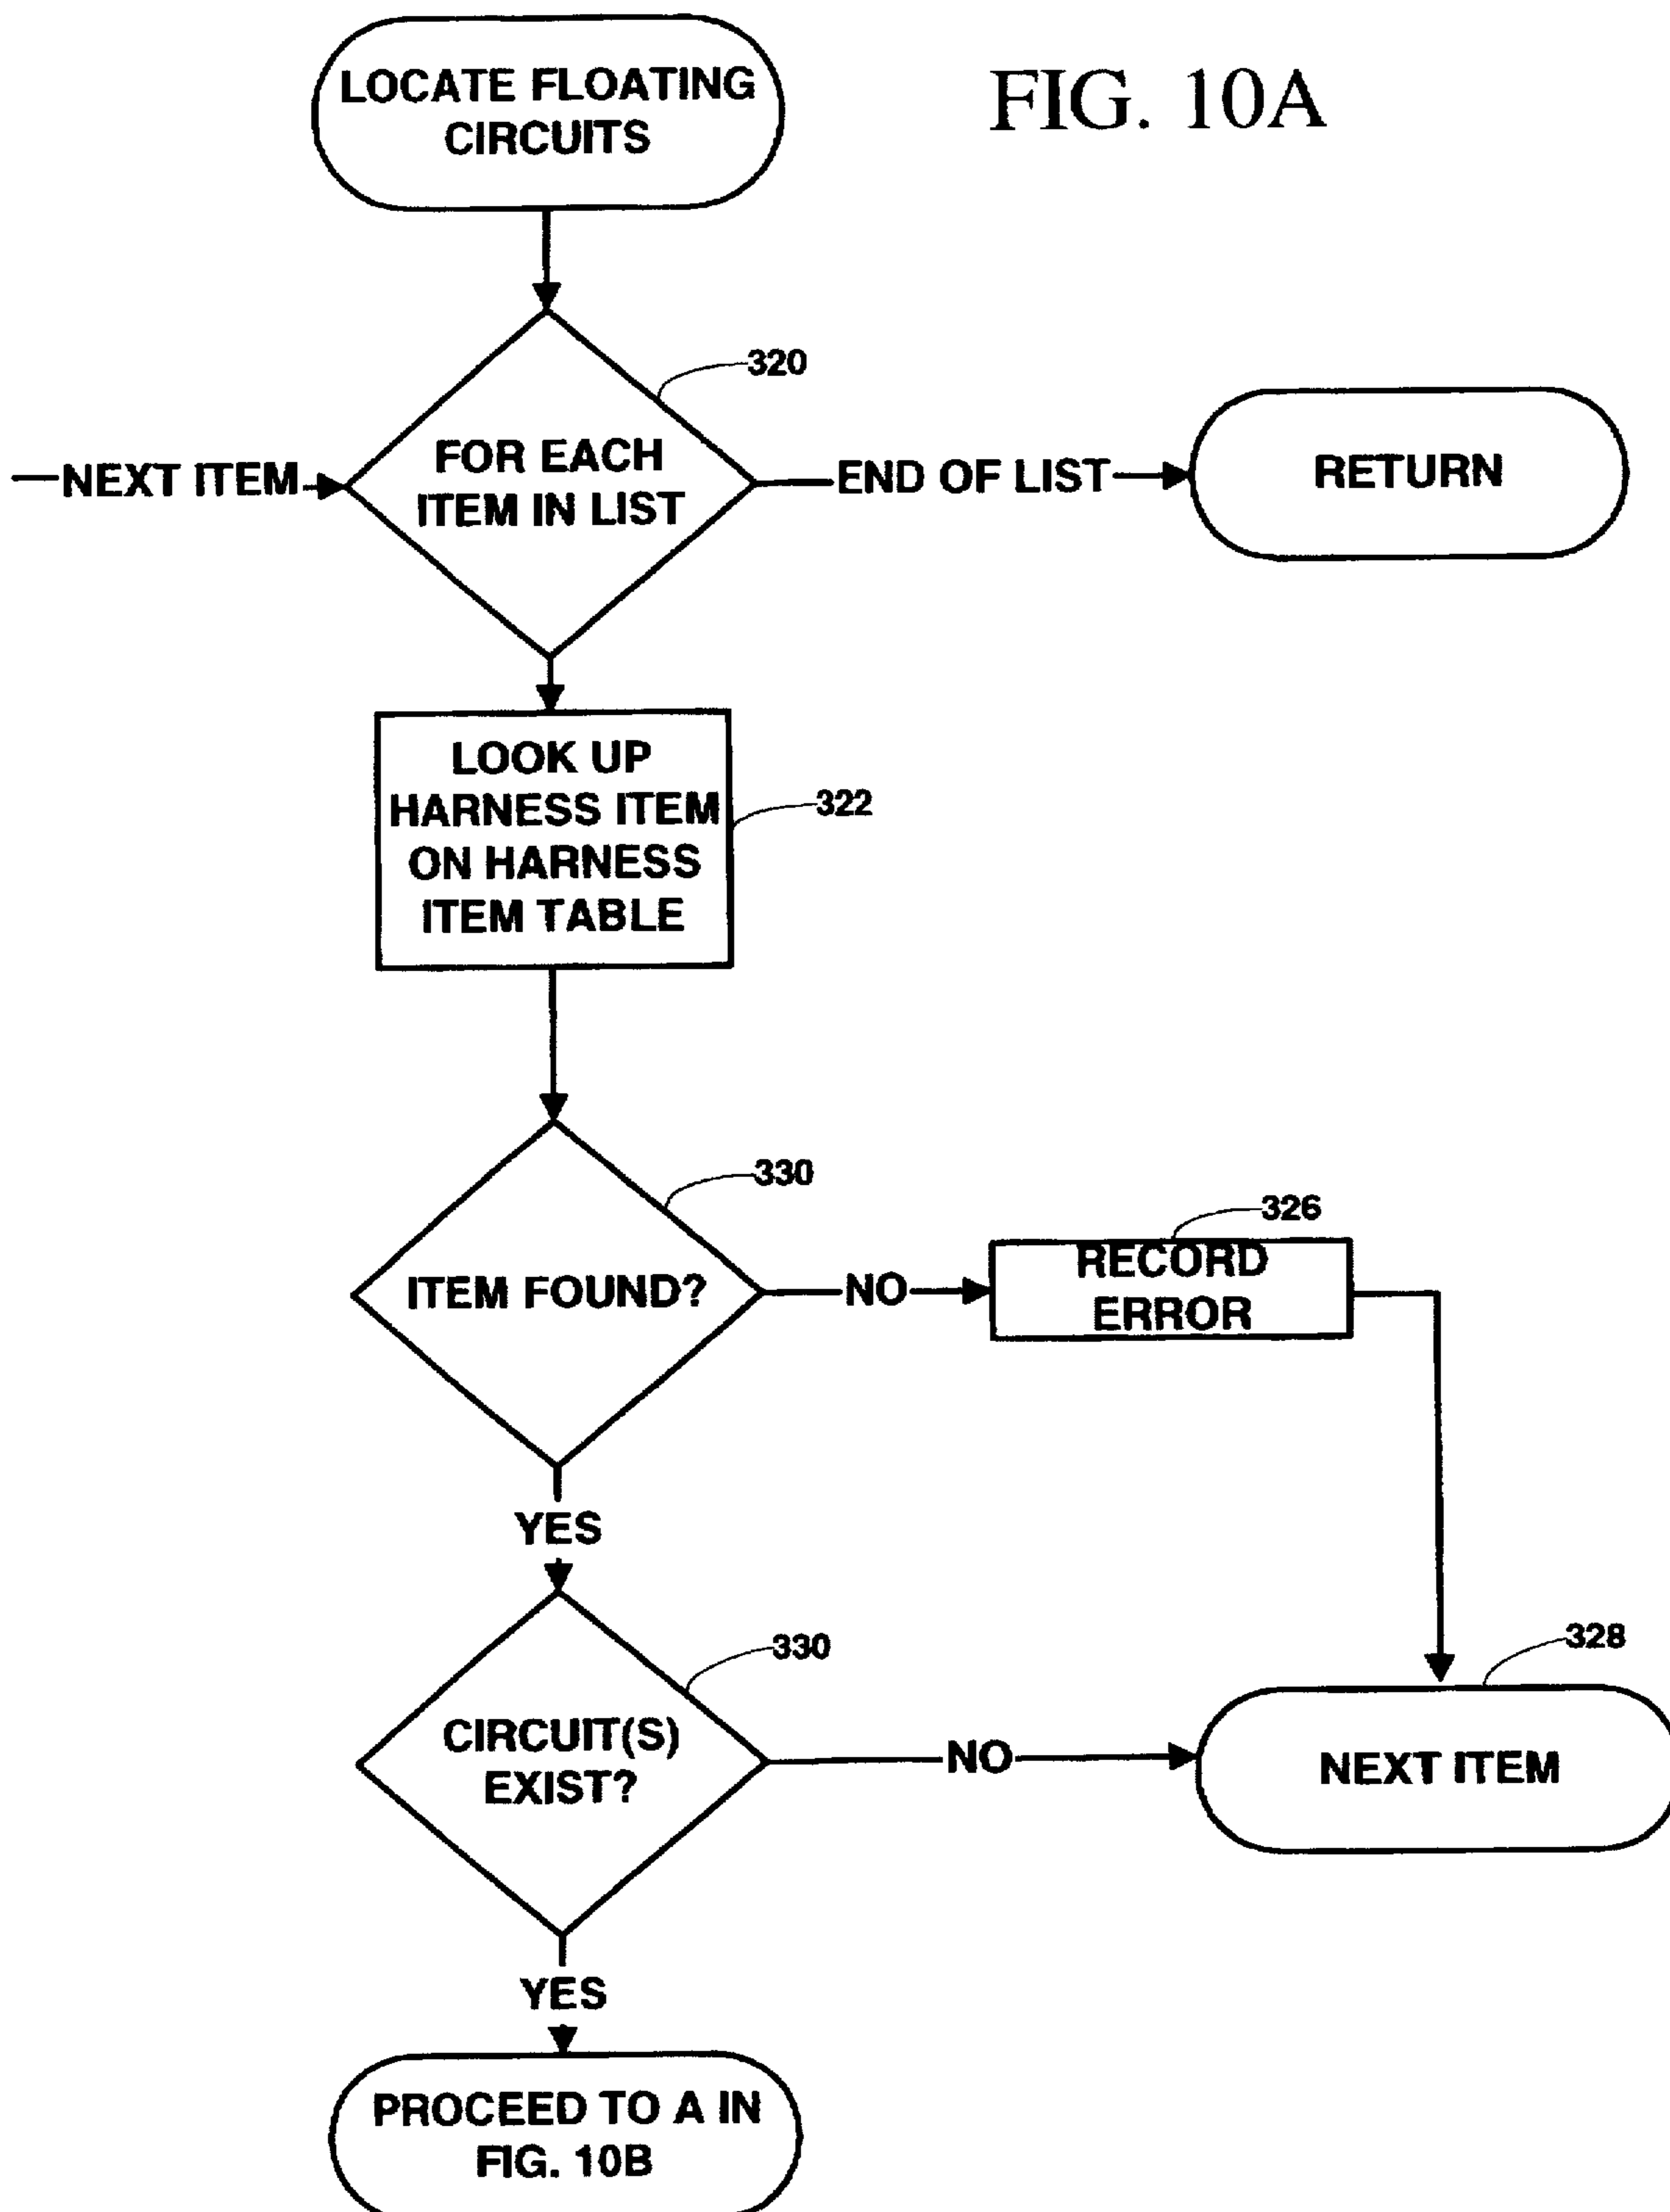 LOCATE FLOATING
CIRCUITS
FIG. 10A
320
NEXT ITEM
FOR EACH
ITEM IN LIST
END OF LIST
RETURN
LOOK UP
HARNESS ITEM
ON HARNESS
ITEM TABLE
322
330
ITEM FOUND?
NO
326
RECORD
ERROR
YES
330
CIRCUIT(S)
EXIST?
NO
328
NEXT ITEM
YES
PROCEED TO A IN
FIG. 10B